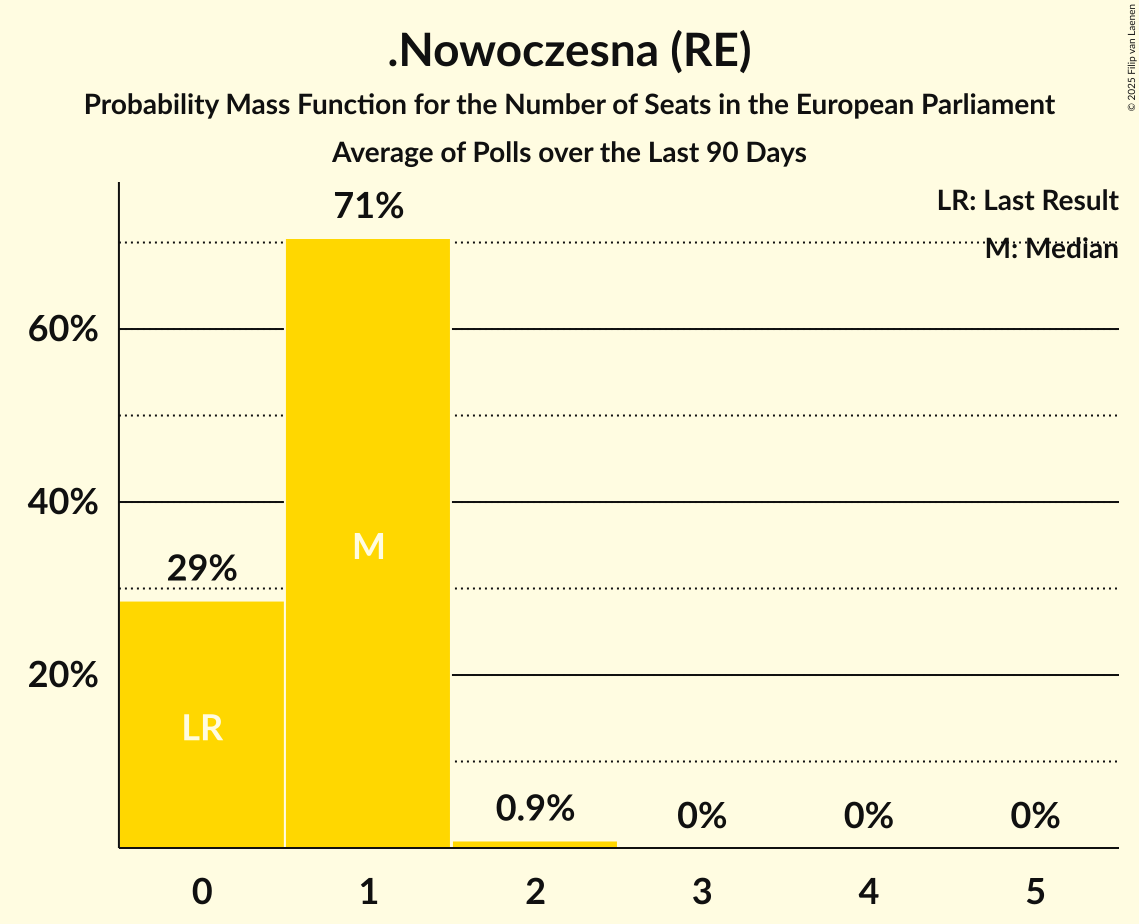 .Nowoczesna (RE)
Probability Mass Function for the Number of Seats in the European Parliament
Average of Polls over the Last 90 Days
© 2025 Filip van Laenen
LR: Last Result
M: Median
71%
60%
40%
M
29%
20%
LR
0.9%
0%
0%
0%
0
1
2
3
4
5